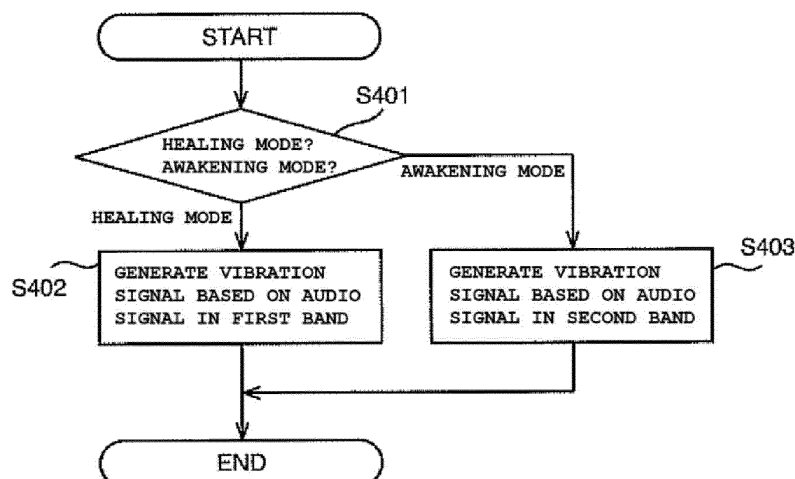 START
S401
HEALING MODE?
AWAKENING MODE?
AWAKENING MODE
HEALING MODE
S402
GENERATE VIBRATION
SIGNAL BASED ON AUDIO
SIGNAL IN FIRST BAND
S403
GENERATE VIBRATION
SIGNAL BASED ON AUDIO
SIGNAL IN SECOND BAND
END